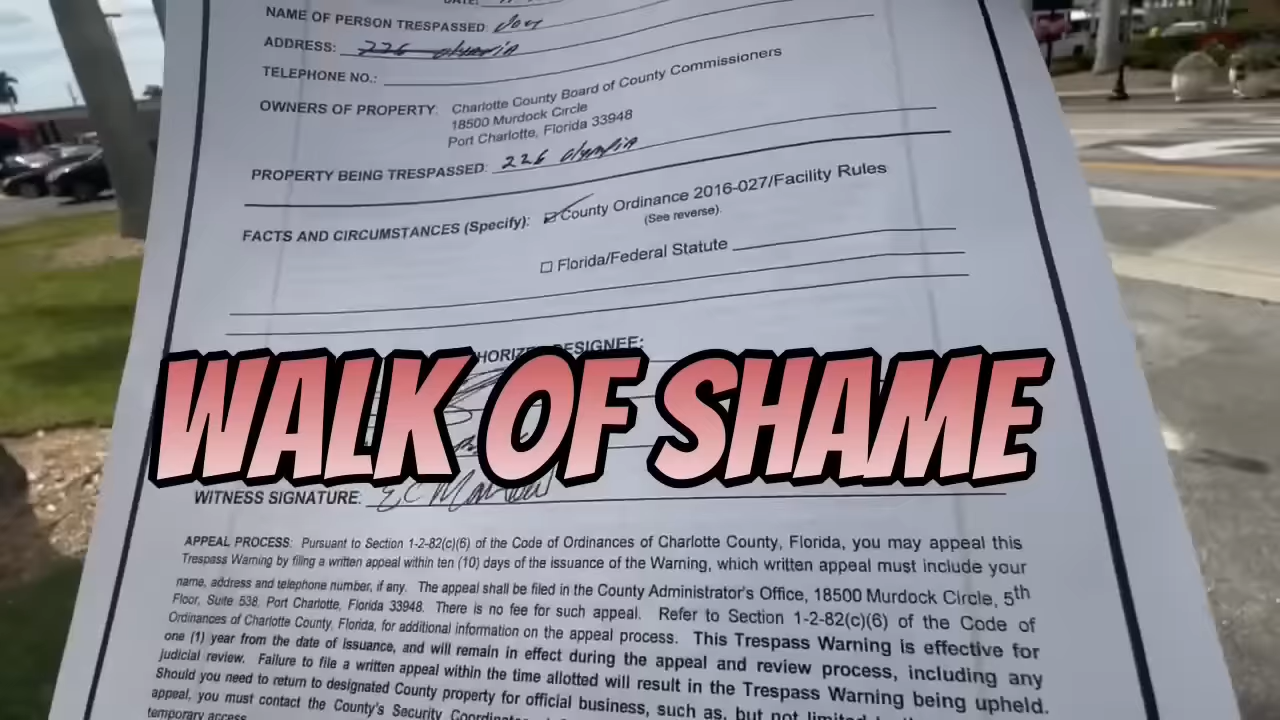 DATE:
NAME OF PERSON TRESPASSED:
ADDRESS: 226 Olympia
TELEPHONE NO.:
OWNERS OF PROPERTY: Charlotte County Board of County Commissioners
18500 Murdock Circle
Port Charlotte, Florida 33948
PROPERTY BEING TRESPASSED: 226 Olympia
FACTS AND CIRCUMSTANCES (Specify): County Ordinance 2016-027/Facility Rules
(See reverse).
Florida/Federal Statute
DESIGNEE:
WALK OF SHAME
WITNESS SIGNATURE:
APPEAL PROCESS: Pursuant to Section 1-2-82(c)(6) of the Code of Ordinances of Charlotte County, Florida, you may appeal this
Trespass Warning by filing a written appeal within ten (10) days of the issuance of the Warning, which written appeal must include your
name, address and telephone number, if any. The appeal shall be filed in the County Administrator's Office, 18500 Murdock Circle, 5th
Floor, Suite 538, Port Charlotte, Florida 33948. There is no fee for such appeal. Refer to Section 1-2-82(c)(6) of the Code of
Ordinances of Charlotte County, Florida, for additional information on the appeal process. This Trespass Warning is effective for
one (1) year from the date of issuance, and will remain in effect during the appeal and review process, including any
judicial review. Failure to file a written appeal within the time allotted will result in the Trespass Warning being upheld.
Should you need to return to designated County property for official business, such as, but not limited
appeal, you must contact the County's Security
temporary access